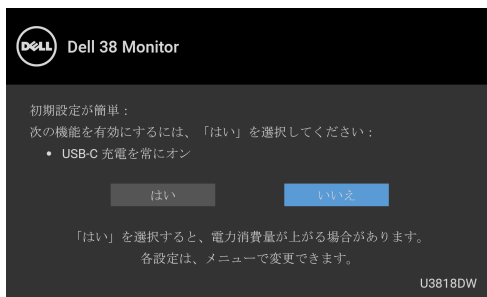 DELL Dell 38 Monitor
初期設定が簡単：
次の機能を有効にするには、「はい」を選択してください：
• USB-C 充電を常にオン
はい いいえ
「はい」を選択すると、電力消費量が上がる場合があります。
各設定は、メニューで変更できます。
U3818DW